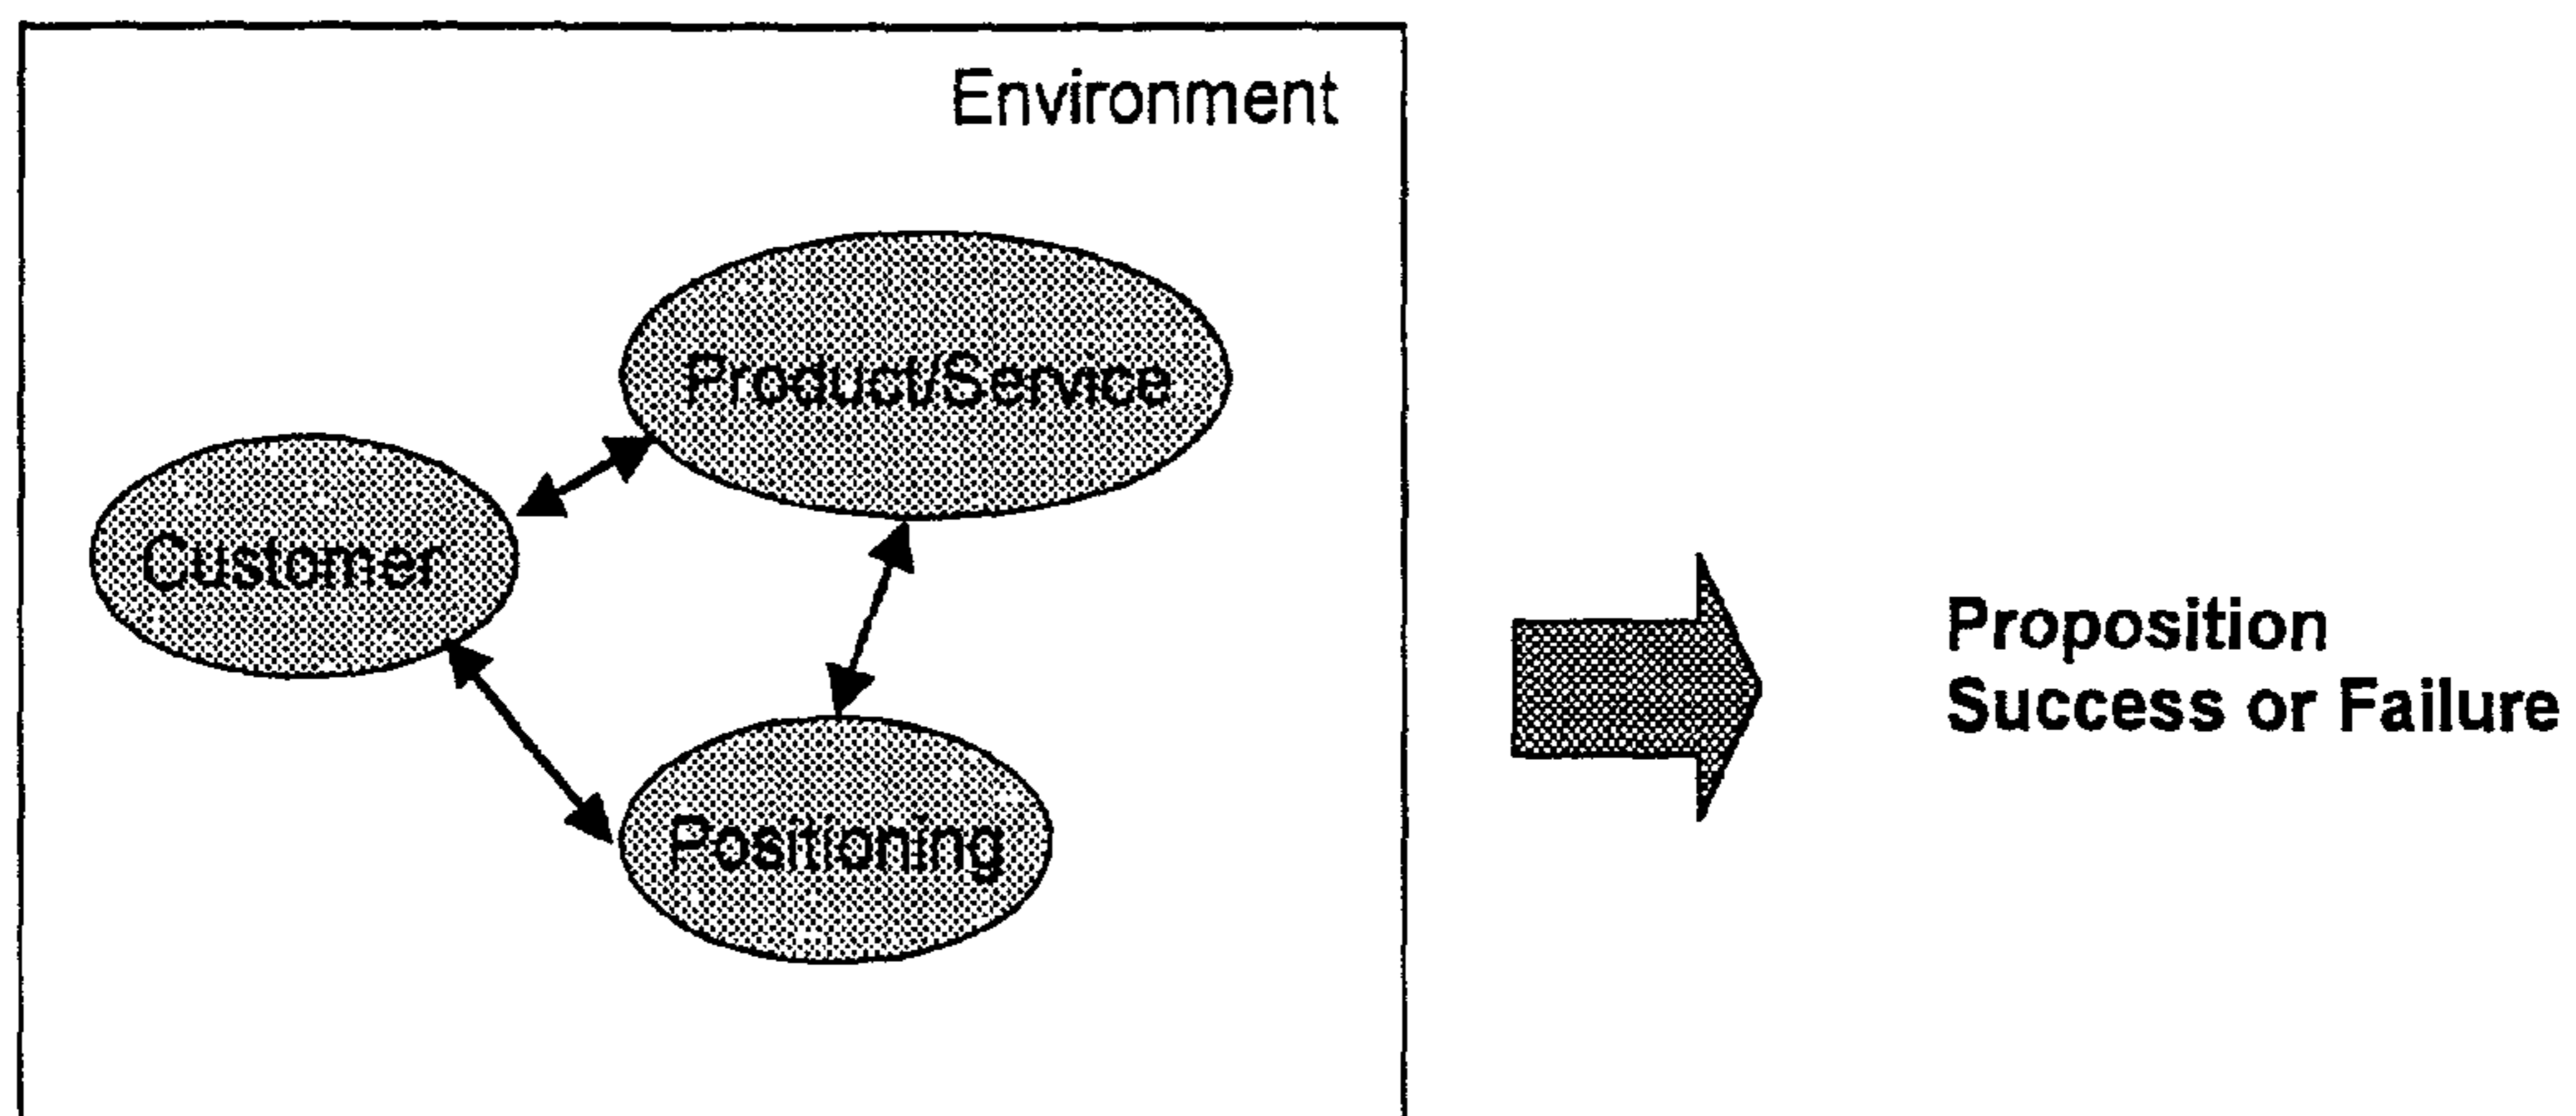 Environment
Product/Service
Customer
Positioning
Proposition
Success or Failure